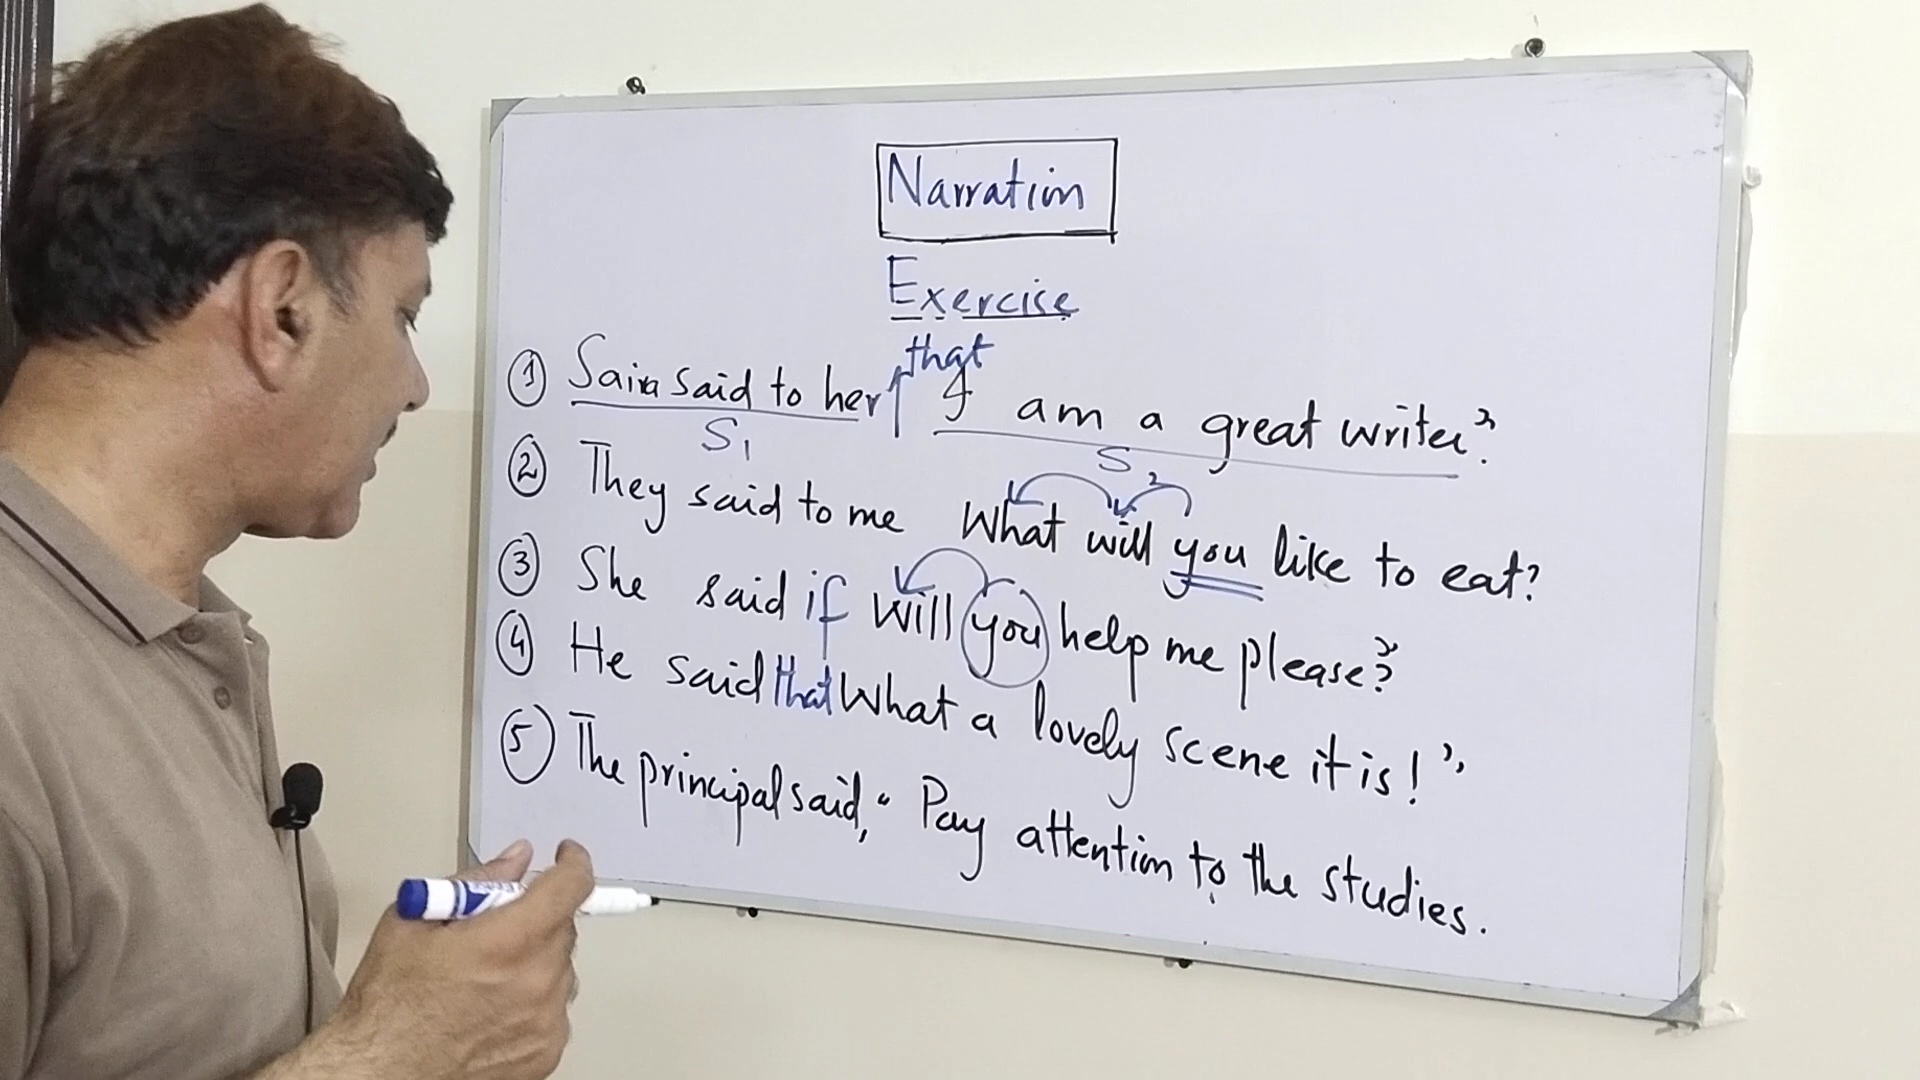 Narration
Exercise
that
① Saira said to her I am a great writer”.
S1 S2
② They said to me What will you like to eat?
③ She said if Will you help me please?”
④ He said that What a lovely scene it is!”.
⑤ The principal said, “Pay attention to the studies.